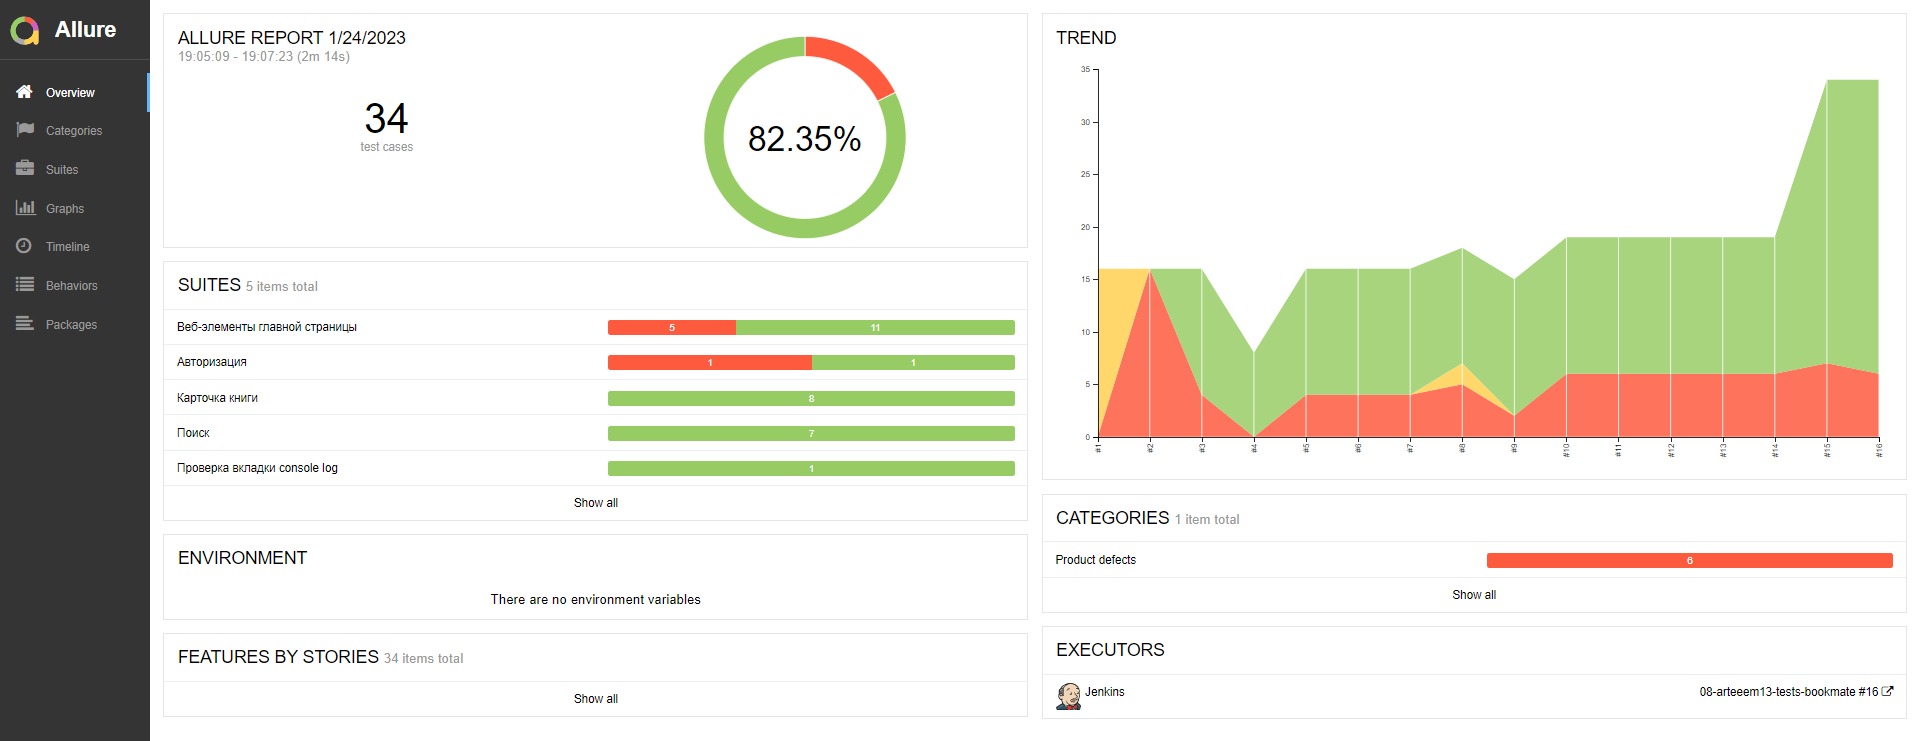 Allure
Overview
Categories
Suites
Graphs
Timeline
Behaviors
Packages
ALLURE REPORT 1/24/2023
19:05:09 - 19:07:23 (2m 14s)
34
test cases
82.35%
SUITES 5 items total
Веб-элементы главной страницы 5 11
Авторизация 1 1
Карточка книги 8
Поиск 7
Проверка вкладки console log 1
Show all
ENVIRONMENT
There are no environment variables
FEATURES BY STORIES 34 items total
Show all
TREND
35
30
25
20
15
10
5
0
#1 #2 #3 #4 #5 #6 #7 #8 #9 #10 #11 #12 #13 #14 #15 #16
CATEGORIES 1 item total
Product defects 6
Show all
EXECUTORS
Jenkins 08-arteeem13-tests-bookmate #16